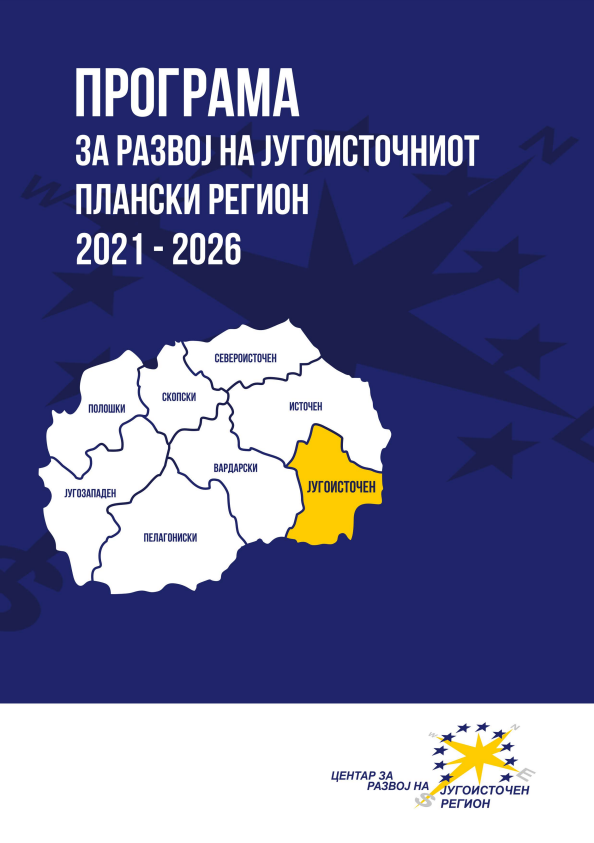 ПРОГРАМА
ЗА РАЗВОЈ НА ЈУГОИСТОЧНИОТ
ПЛАНСКИ РЕГИОН
2021 - 2026
СЕВЕРОИСТОЧЕН
СКОПСКИ
ПОЛОШКИ
ИСТОЧЕН
ВАРДАРСКИ
ЈУГОИСТОЧЕН
ЈУГОЗАПАДЕН
ПЕЛАГОНИСКИ
W
N
S
W
N
E
S
ЦЕНТАР ЗА
РАЗВОЈ НА
ЈУГОИСТОЧЕН
РЕГИОН